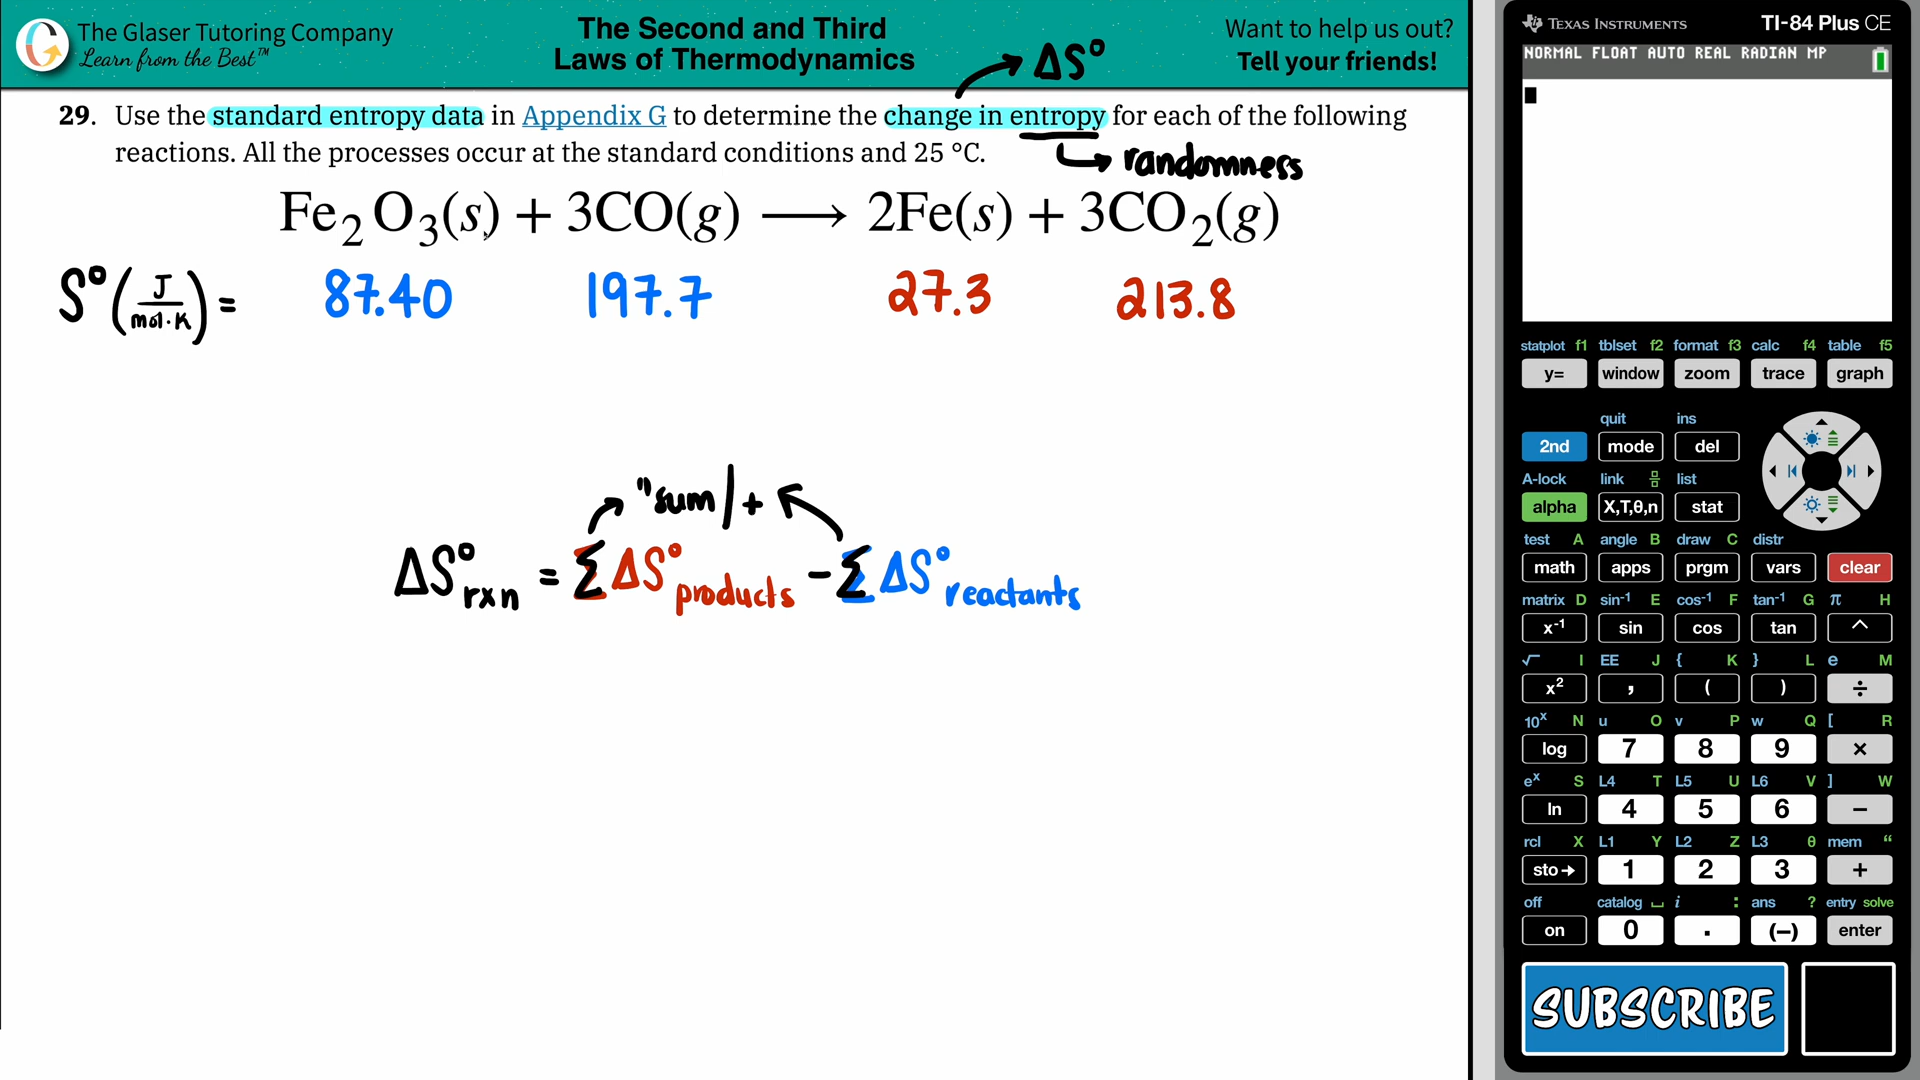 The Glaser Tutoring Company
Learn from the Best™
The Second and Third
Laws of Thermodynamics
Want to help us out?
Tell your friends!
ΔS°
29. Use the standard entropy data in Appendix G to determine the change in entropy for each of the following
reactions. All the processes occur at the standard conditions and 25 °C.
randomness
Fe₂O₃(s) + 3CO(g) ⟶ 2Fe(s) + 3CO₂(g)
S° (J/mol·K) = 87.40 197.7 27.3 213.8
"sum / +
ΔS°rxn = Σ ΔS°products − Σ ΔS°reactants
TEXAS INSTRUMENTS TI-84 Plus CE
NORMAL FLOAT AUTO REAL RADIAN MP
statplot f1 tblset f2 format f3 calc f4 table f5
y= window zoom trace graph
quit ins
2nd mode del
A-lock link list
alpha X,T,θ,n stat
test A angle B draw C distr
math apps prgm vars clear
matrix D sin⁻¹ E cos⁻¹ F tan⁻¹ G π H
x⁻¹ sin cos tan ^
√ I EE J { K } L e M
x² , ( ) ÷
10ˣ N u O v P w Q [ R
log 7 8 9 ×
eˣ S L4 T L5 U L6 V ] W
ln 4 5 6 −
rcl X L1 Y L2 Z L3 θ mem "
sto→ 1 2 3 +
off catalog ⎵ i : ans ? entry solve
on 0 . (−) enter
SUBSCRIBE